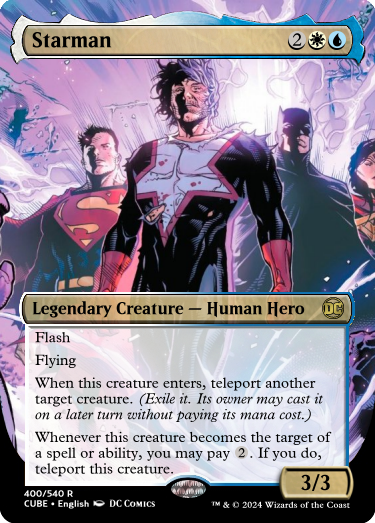 Starman 2
Legendary Creature — Human Hero DC
Flash
Flying
When this creature enters, teleport another
target creature. (Exile it. Its owner may cast it
on a later turn without paying its mana cost.)
Whenever this creature becomes the target of
a spell or ability, you may pay 2. If you do,
teleport this creature.
3/3
400/540 R
CUBE • English DC COMICS
™ & © 2024 Wizards of the Coast